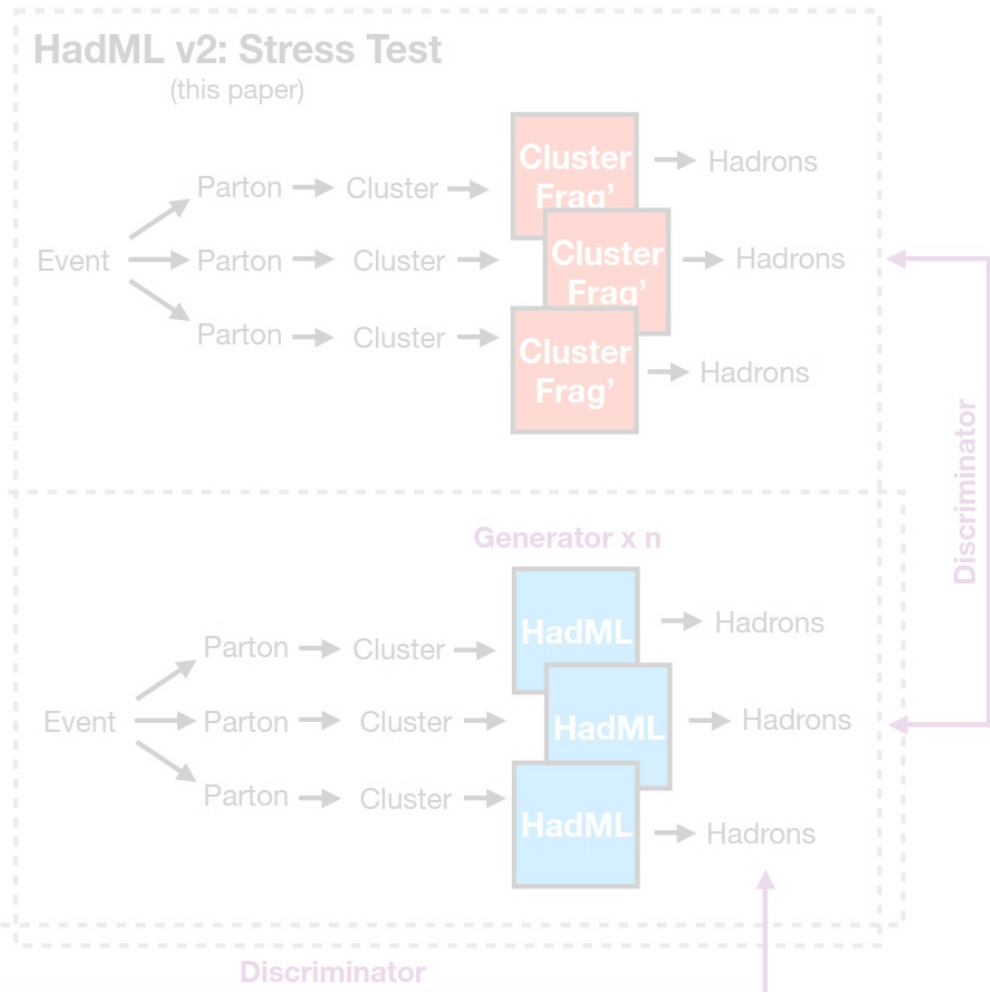 HadML v2: Stress Test
(this paper)
Cluster
Frag’
Hadrons
Parton
Cluster
Event
Parton
Cluster
Cluster
Frag’
Hadrons
Parton
Cluster
Cluster
Frag’
Hadrons
Discriminator
Generator x n
HadML
Hadrons
Parton
Cluster
Event
Parton
Cluster
HadML
Hadrons
Parton
Cluster
HadML
Hadrons
Discriminator